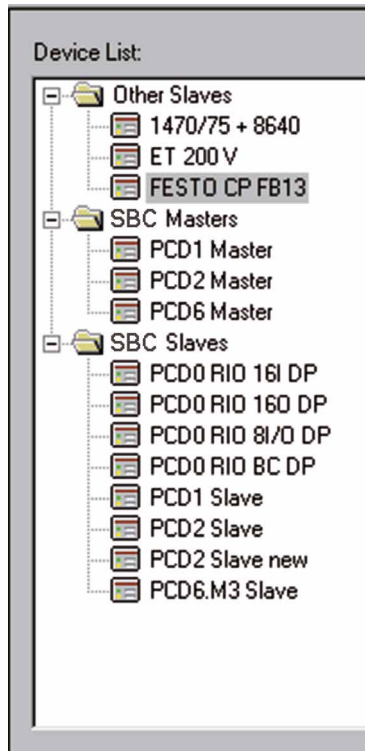 Device List:
Other Slaves
1470/75 + 8640
ET 200 V
FESTO CP FB13
SBC Masters
PCD1 Master
PCD2 Master
PCD6 Master
SBC Slaves
PCD0 RIO 16I DP
PCD0 RIO 16O DP
PCD0 RIO 8I/O DP
PCD0 RIO BC DP
PCD1 Slave
PCD2 Slave
PCD2 Slave new
PCD6.M3 Slave